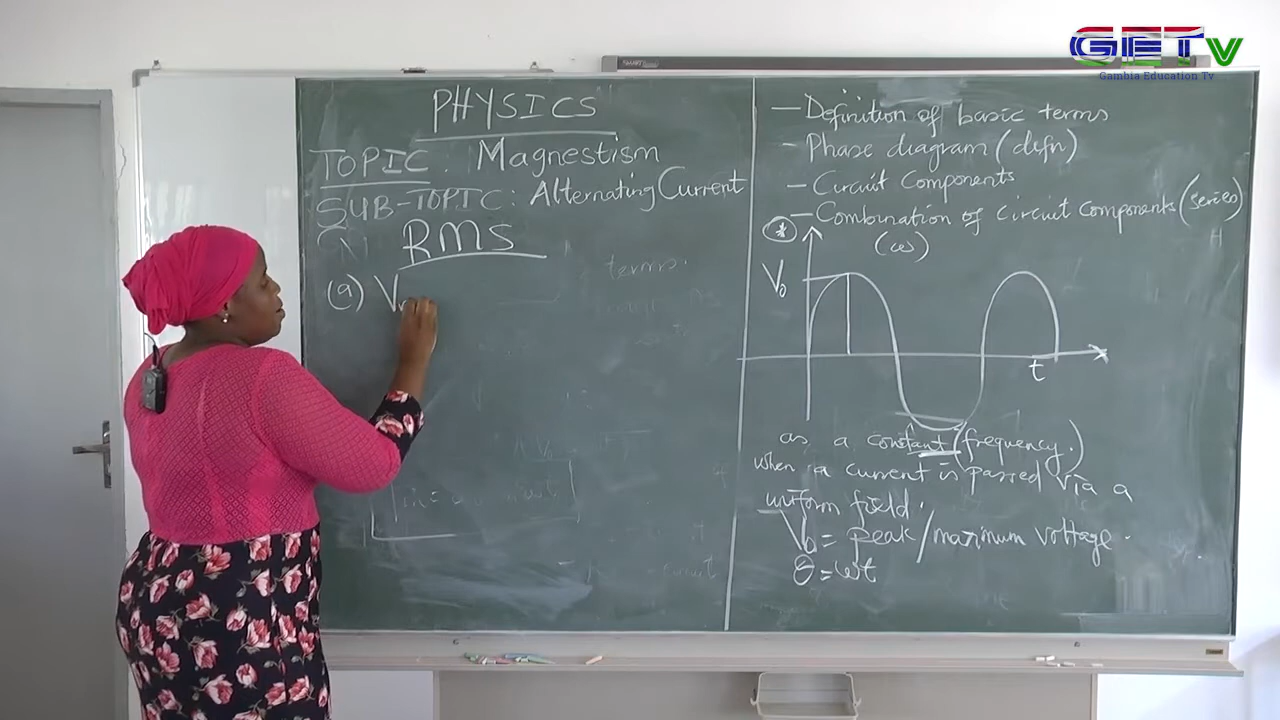 GETv
Gambia Education Tv
SMART
PHYSICS
TOPIC: Magnestism
SUB-TOPIC: Alternating Current
RMS
(a) V
terms.
— Definition of basic terms
- Phase diagram (defn)
- Circuit Components
- Combination of circuit components (series)
* (ω)
V₀
t
as a constant (frequency.)
when a current is passed via a
uniform field.
V₀ = peak/maximum voltage.
θ = ωt